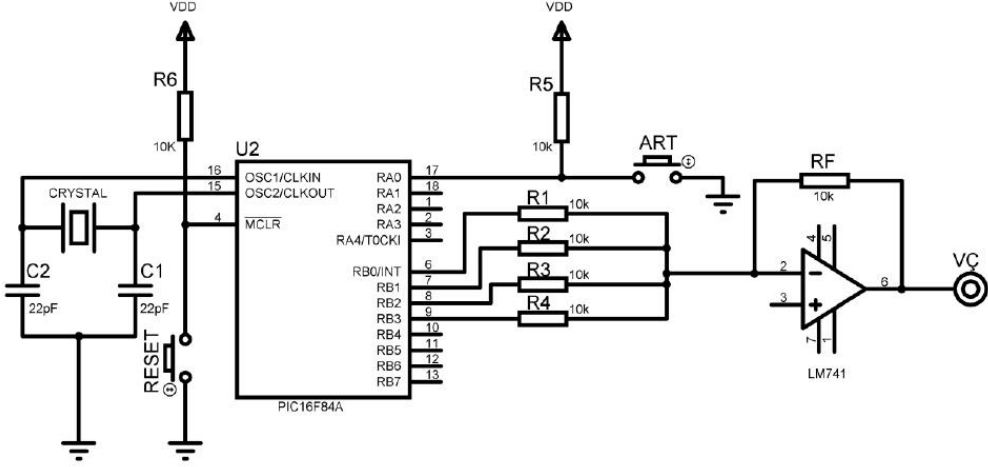 VDD
VDD
R6
10K
R5
10k
U2
ART
RF
10k
CRYSTAL
C2
22pF
C1
22pF
RESET
16
15
4
OSC1/CLKIN
OSC2/CLKOUT
MCLR
RA0
RA1
RA2
RA3
RA4/T0CKI
RB0/INT
RB1
RB2
RB3
RB4
RB5
RB6
RB7
17
18
1
2
3
6
7
8
9
10
11
12
13
PIC16F84A
R1
10k
R2
10k
R3
10k
R4
10k
4
5
2
3
6
7
1
LM741
VÇ